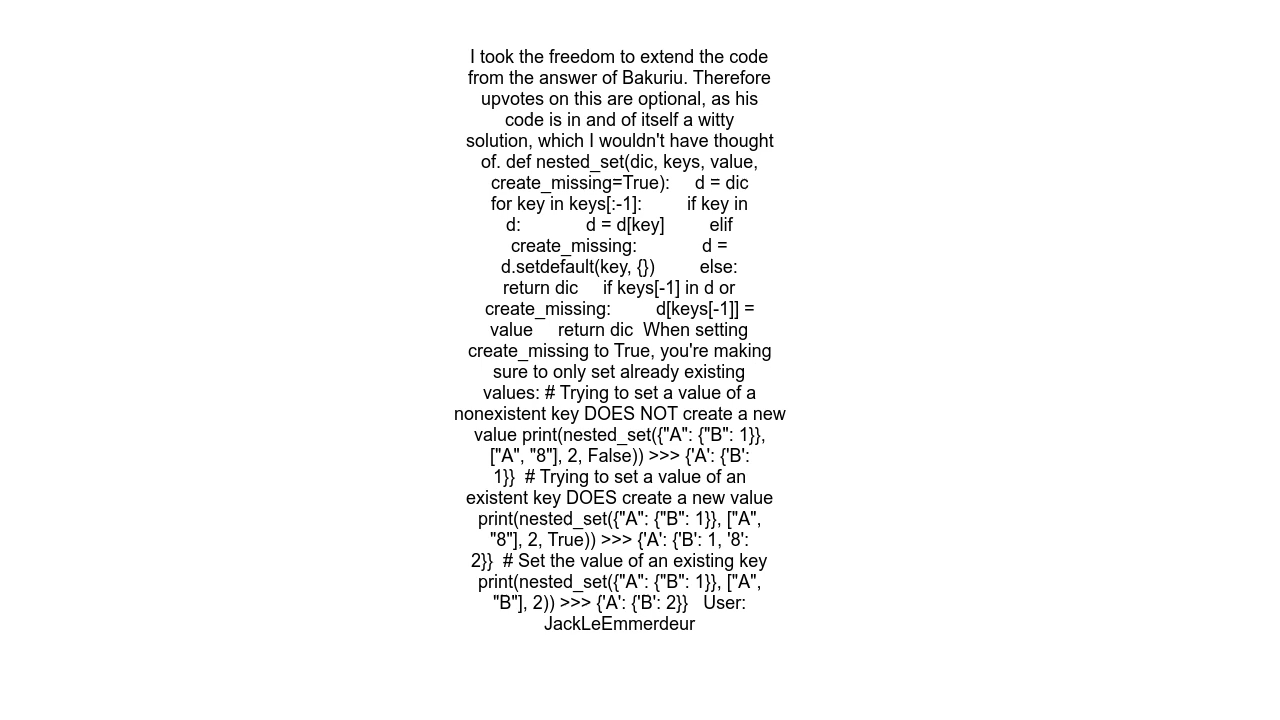 I took the freedom to extend the code
from the answer of Bakuriu. Therefore
upvotes on this are optional, as his
code is in and of itself a witty
solution, which I wouldn't have thought
of. def nested_set(dic, keys, value,
create_missing=True):     d = dic
for key in keys[:-1]:         if key in
d:             d = d[key]         elif
create_missing:             d =
d.setdefault(key, {})         else:
return dic     if keys[-1] in d or
create_missing:         d[keys[-1]] =
value     return dic  When setting
create_missing to True, you're making
sure to only set already existing
values: # Trying to set a value of a
nonexistent key DOES NOT create a new
value print(nested_set({"A": {"B": 1}},
["A", "8"], 2, False)) >>> {'A': {'B':
1}}  # Trying to set a value of an
existent key DOES create a new value
print(nested_set({"A": {"B": 1}}, ["A",
"8"], 2, True)) >>> {'A': {'B': 1, '8':
2}}  # Set the value of an existing key
print(nested_set({"A": {"B": 1}}, ["A",
"B"], 2)) >>> {'A': {'B': 2}}   User:
JackLeEmmerdeur